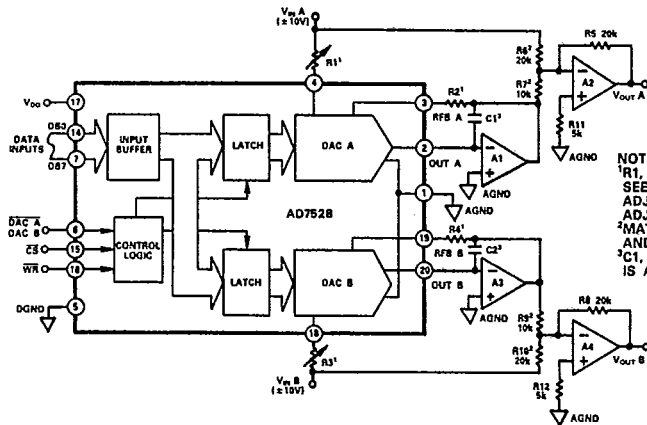 V_IN A
(±10V)
R1¹
4
V_DD
17
DB0
14
DATA
INPUTS
7
DB7
INPUT
BUFFER
LATCH
DAC A
3
R2¹
RFB A
C1³
2
OUT A
A1
AGND
1
AGND
R6²
20k
R7²
10k
R5 20k
A2
V_OUT A
R11
5k
AGND
AD7528
DAC A
DAC B
6
CS
15
WR
16
CONTROL
LOGIC
DGND
5
LATCH
DAC B
19
R4¹
RFB B
C2³
20
OUT B
A3
AGND
18
R3¹
V_IN B
(±10V)
R9²
10k
R10²
20k
R8 20k
A4
V_OUT B
R12
5k
AGND
NOT
¹R1,
SEE
ADJ
ADJ
²MAT
AND
³C1,
IS A